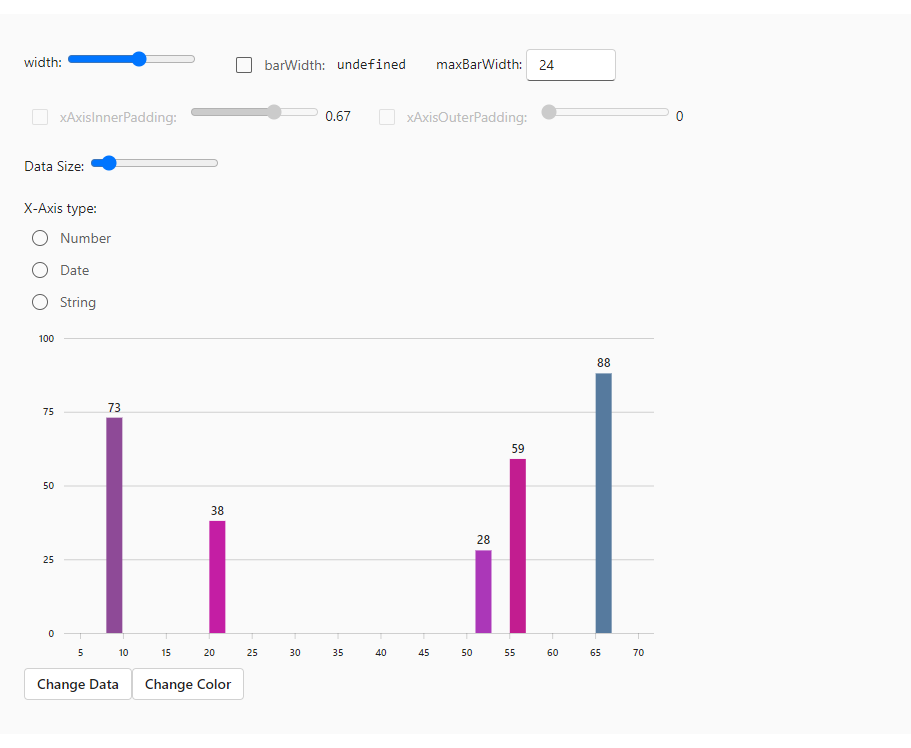 width: barWidth: undefined maxBarWidth: 24
xAxisInnerPadding: 0.67 xAxisOuterPadding: 0
Data Size:
X-Axis type:
Number
Date
String
100
88
75
73
59
50
38
28
25
0
5 10 15 20 25 30 35 40 45 50 55 60 65 70
Change Data Change Color